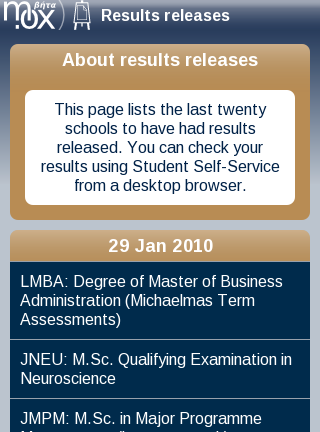 mox βήτα
Results releases
About results releases
This page lists the last twenty
schools to have had results
released. You can check your
results using Student Self-Service
from a desktop browser.
29 Jan 2010
LMBA: Degree of Master of Business
Administration (Michaelmas Term
Assessments)
JNEU: M.Sc. Qualifying Examination in
Neuroscience
JMPM: M.Sc. in Major Programme